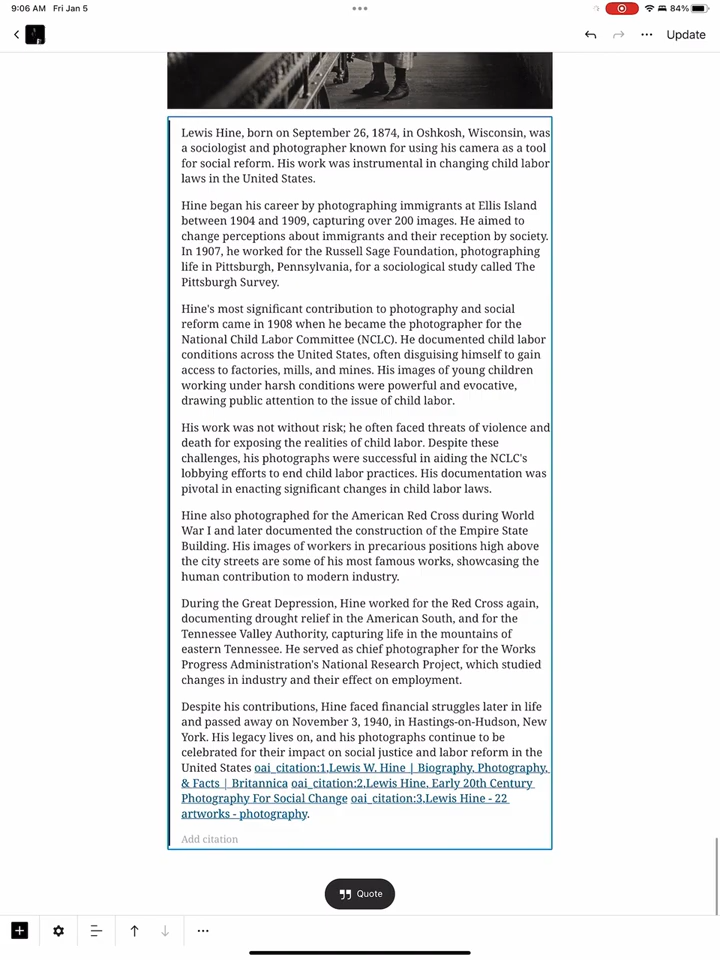 9:06 AM Fri Jan 5
84%
Update
Lewis Hine, born on September 26, 1874, in Oshkosh, Wisconsin, was
a sociologist and photographer known for using his camera as a tool
for social reform. His work was instrumental in changing child labor
laws in the United States.
Hine began his career by photographing immigrants at Ellis Island
between 1904 and 1909, capturing over 200 images. He aimed to
change perceptions about immigrants and their reception by society.
In 1907, he worked for the Russell Sage Foundation, photographing
life in Pittsburgh, Pennsylvania, for a sociological study called The
Pittsburgh Survey.
Hine's most significant contribution to photography and social
reform came in 1908 when he became the photographer for the
National Child Labor Committee (NCLC). He documented child labor
conditions across the United States, often disguising himself to gain
access to factories, mills, and mines. His images of young children
working under harsh conditions were powerful and evocative,
drawing public attention to the issue of child labor.
His work was not without risk; he often faced threats of violence and
death for exposing the realities of child labor. Despite these
challenges, his photographs were successful in aiding the NCLC's
lobbying efforts to end child labor practices. His documentation was
pivotal in enacting significant changes in child labor laws.
Hine also photographed for the American Red Cross during World
War I and later documented the construction of the Empire State
Building. His images of workers in precarious positions high above
the city streets are some of his most famous works, showcasing the
human contribution to modern industry.
During the Great Depression, Hine worked for the Red Cross again,
documenting drought relief in the American South, and for the
Tennessee Valley Authority, capturing life in the mountains of
eastern Tennessee. He served as chief photographer for the Works
Progress Administration's National Research Project, which studied
changes in industry and their effect on employment.
Despite his contributions, Hine faced financial struggles later in life
and passed away on November 3, 1940, in Hastings-on-Hudson, New
York. His legacy lives on, and his photographs continue to be
celebrated for their impact on social justice and labor reform in the
United States oai_citation:1,Lewis W. Hine | Biography, Photography,
& Facts | Britannica oai_citation:2,Lewis Hine, Early 20th Century
Photography For Social Change oai_citation:3,Lewis Hine - 22
artworks - photography.
Add citation
Quote